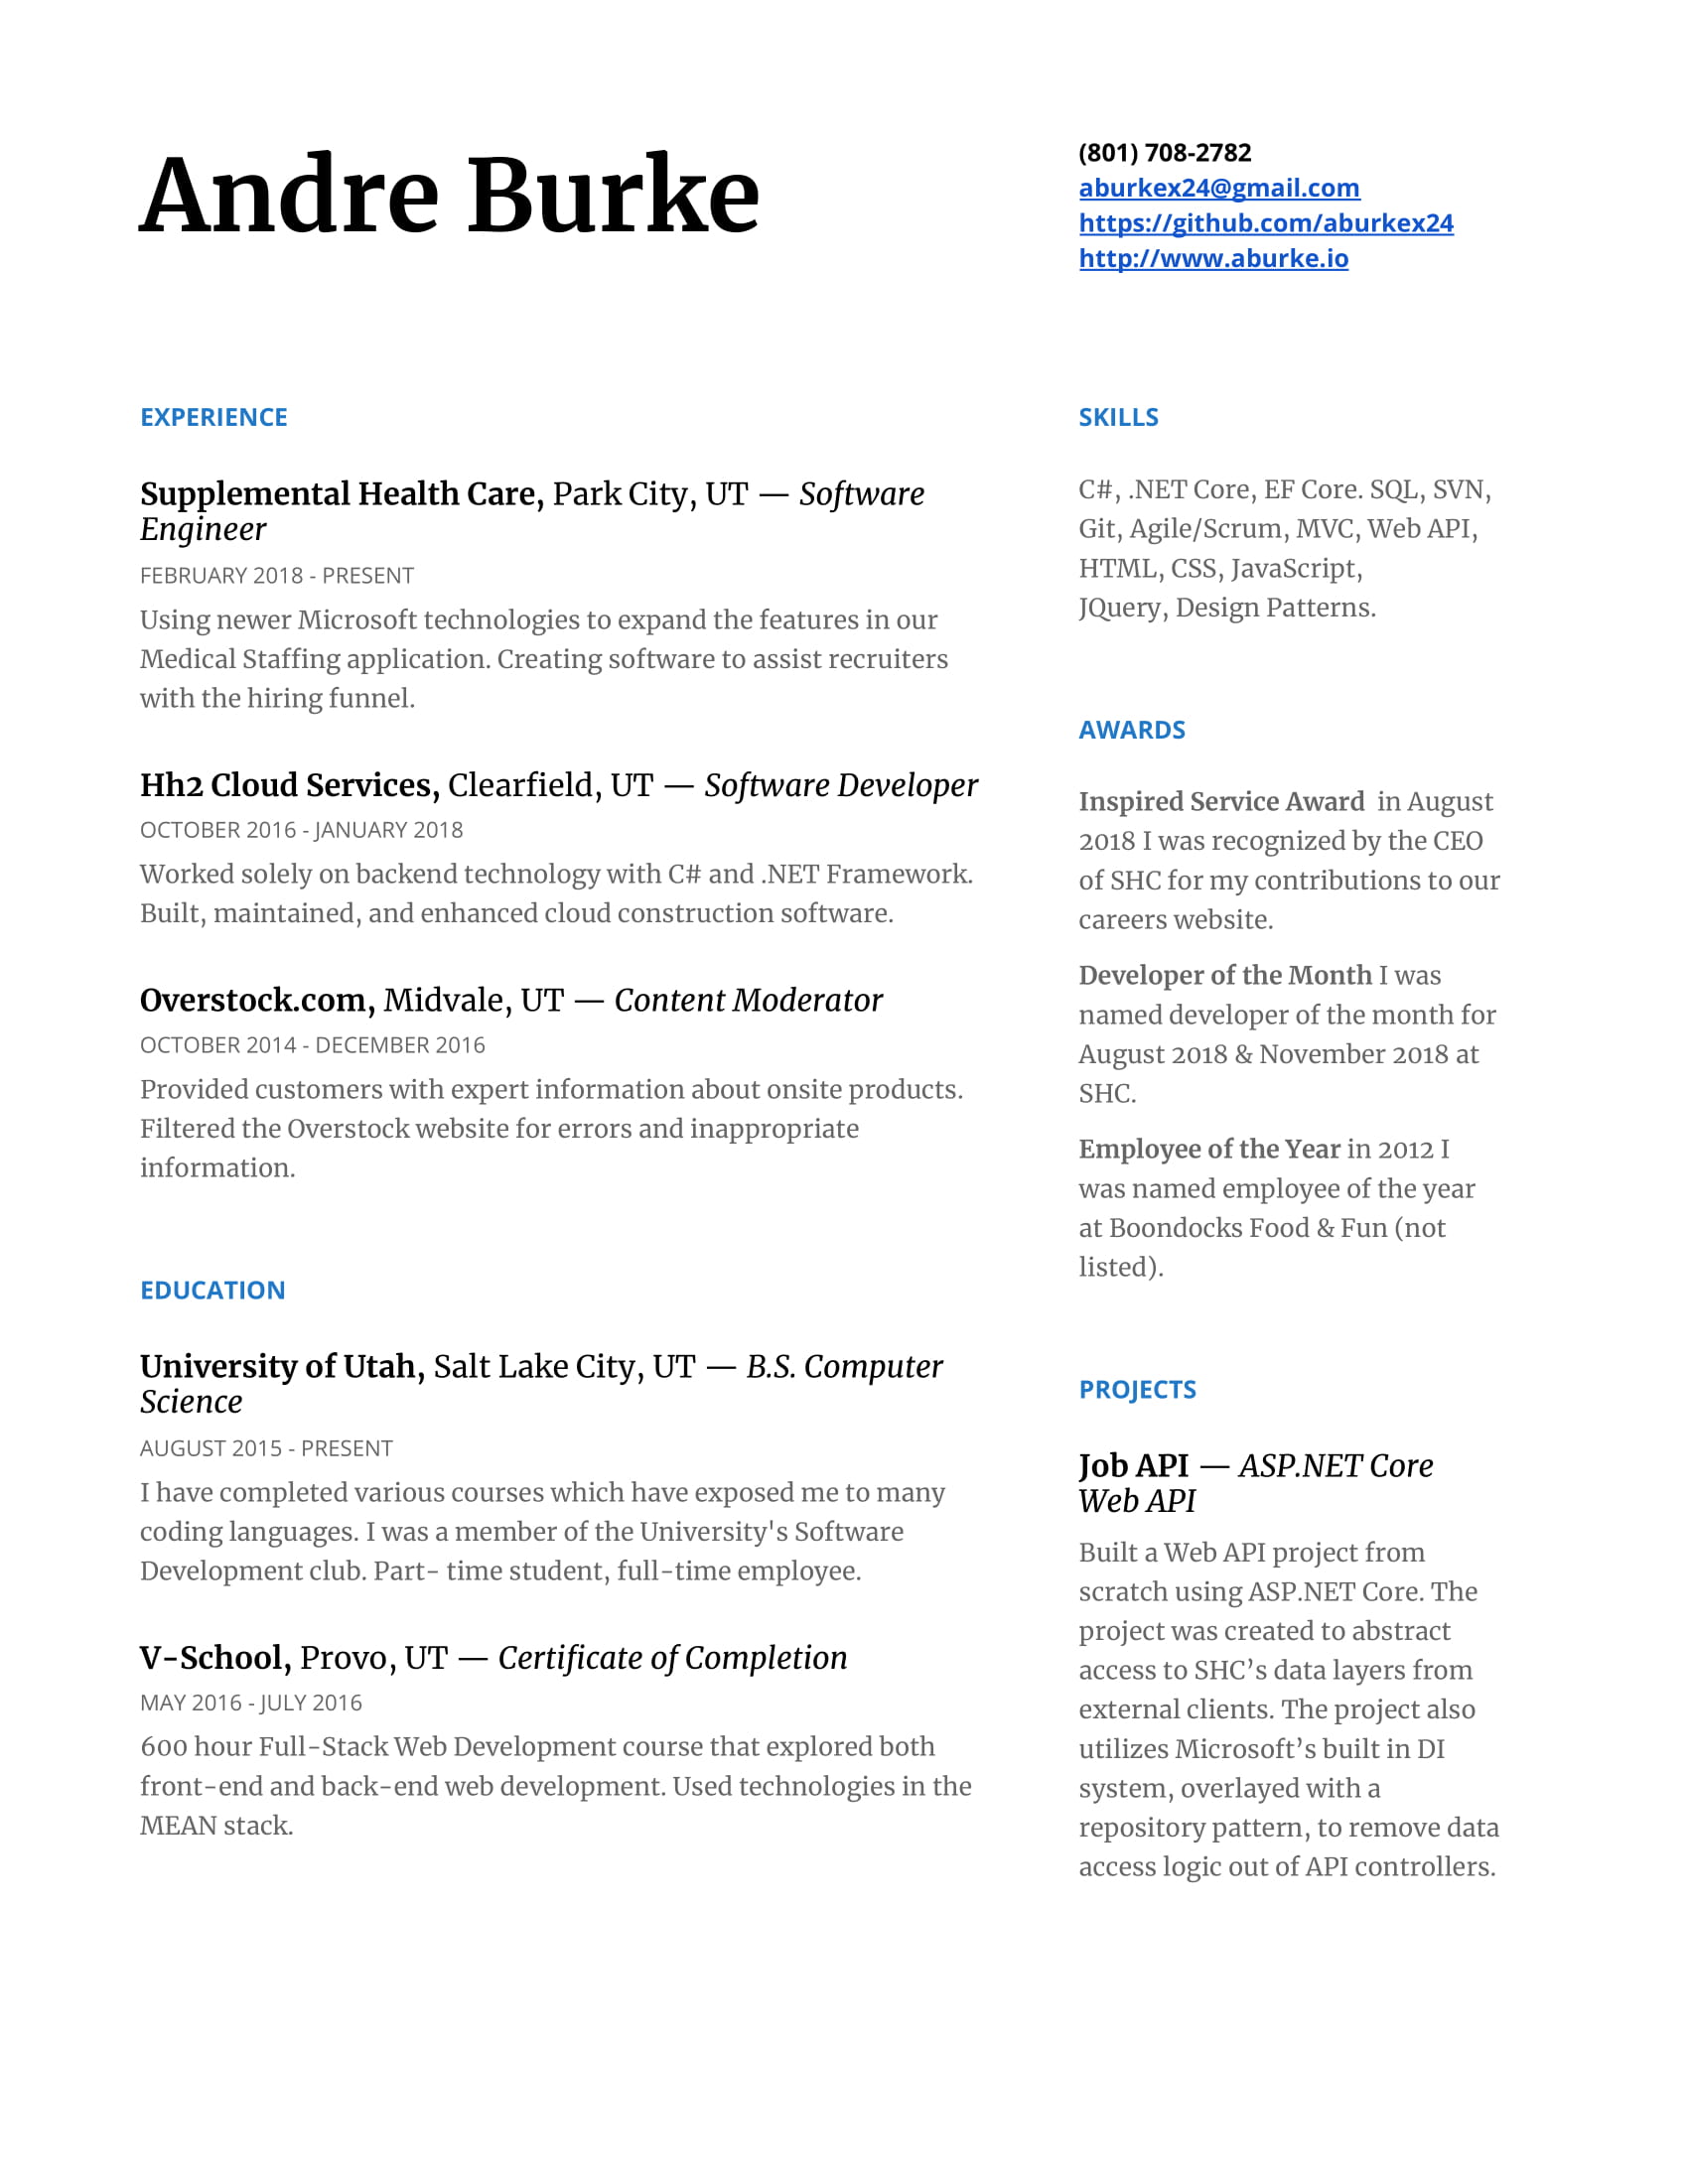 Andre Burke
(801) 708-2782
aburkex24@gmail.com
https://github.com/aburkex24
http://www.aburke.io
EXPERIENCE
Supplemental Health Care, Park City, UT — Software
Engineer
FEBRUARY 2018 - PRESENT
Using newer Microsoft technologies to expand the features in our
Medical Staffing application. Creating software to assist recruiters
with the hiring funnel.
Hh2 Cloud Services, Clearfield, UT — Software Developer
OCTOBER 2016 - JANUARY 2018
Worked solely on backend technology with C# and .NET Framework.
Built, maintained, and enhanced cloud construction software.
Overstock.com, Midvale, UT — Content Moderator
OCTOBER 2014 - DECEMBER 2016
Provided customers with expert information about onsite products.
Filtered the Overstock website for errors and inappropriate
information.
EDUCATION
University of Utah, Salt Lake City, UT — B.S. Computer
Science
AUGUST 2015 - PRESENT
I have completed various courses which have exposed me to many
coding languages. I was a member of the University's Software
Development club. Part- time student, full-time employee.
V-School, Provo, UT — Certificate of Completion
MAY 2016 - JULY 2016
600 hour Full-Stack Web Development course that explored both
front-end and back-end web development. Used technologies in the
MEAN stack.
SKILLS
C#, .NET Core, EF Core. SQL, SVN,
Git, Agile/Scrum, MVC, Web API,
HTML, CSS, JavaScript,
JQuery, Design Patterns.
AWARDS
Inspired Service Award  in August
2018 I was recognized by the CEO
of SHC for my contributions to our
careers website.
Developer of the Month I was
named developer of the month for
August 2018 & November 2018 at
SHC.
Employee of the Year in 2012 I
was named employee of the year
at Boondocks Food & Fun (not
listed).
PROJECTS
Job API — ASP.NET Core
Web API
Built a Web API project from
scratch using ASP.NET Core. The
project was created to abstract
access to SHC’s data layers from
external clients. The project also
utilizes Microsoft’s built in DI
system, overlayed with a
repository pattern, to remove data
access logic out of API controllers.